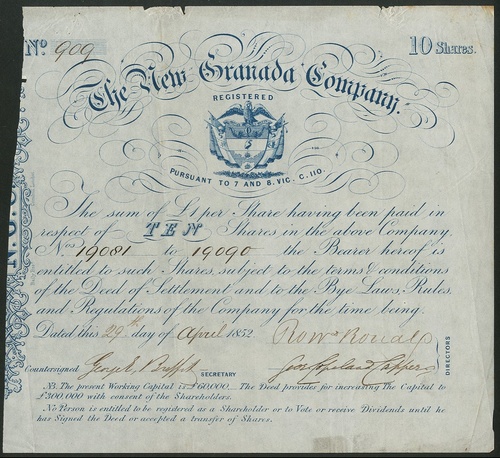 No 909
10 Shares.
The New Granada Company.
REGISTERED
PURSUANT TO 7 AND 8. VIC. C. 110.
The sum of £1 per Share having been paid in
respect of TEN Shares in the above Company,
Nos 19081 to 19090 the Bearer hereof is
entitled to such Shares, subject to the terms & conditions
of the Deed of Settlement and to the Bye Laws, Rules,
and Regulations of the Company for the time being.
Dated this 29th day of April 1852.
Countersigned George
SECRETARY
DIRECTORS
NB. The present Working Capital is £60,000. The Deed provides for increasing the Capital to
£300,000 with consent of the Shareholders.
No Person is entitled to be registered as a Shareholder or to Vote or receive Dividends until he
has Signed the Deed or accepted a transfer of Shares.